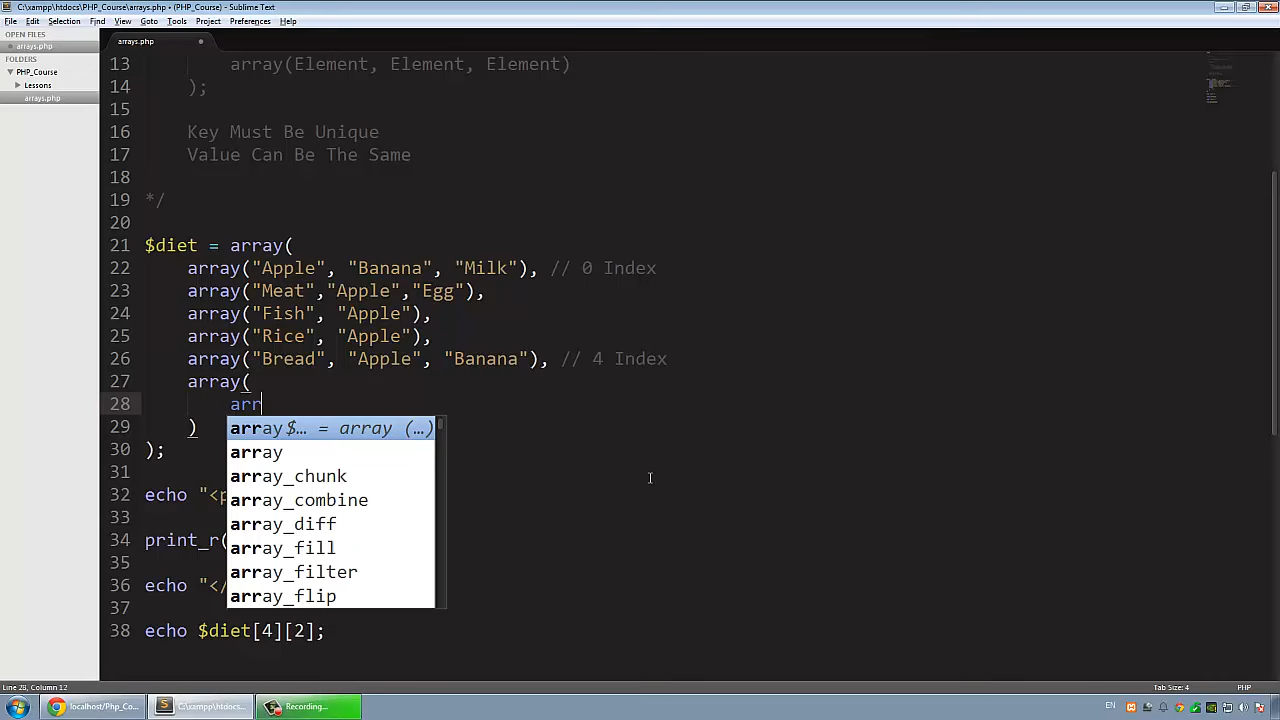 C:\xampp\htdocs\PHP_Course\arrays.php • (PHP_Course) - Sublime Text
File Edit Selection Find View Goto Tools Project Preferences Help
OPEN FILES
arrays.php
FOLDERS
PHP_Course
Lessons
arrays.php
arrays.php
13 array(Element, Element, Element)
14 );
15
16 Key Must Be Unique
17 Value Can Be The Same
18
19 */
20
21 $diet = array(
22 array("Apple", "Banana", "Milk"), // 0 Index
23 array("Meat","Apple","Egg"),
24 array("Fish", "Apple"),
25 array("Rice", "Apple"),
26 array("Bread", "Apple", "Banana"), // 4 Index
27 array(
28 arr
29 )
30 );
31
32 echo "<p
33
34 print_r(
35
36 echo "</
37
38 echo $diet[4][2];
array$… = array (…)
array
array_chunk
array_combine
array_diff
array_fill
array_filter
array_flip
Line 28, Column 12
Tab Size: 4
PHP
localhost/Php_Co...
C:\xampp\htdocs...
Recording...
EN